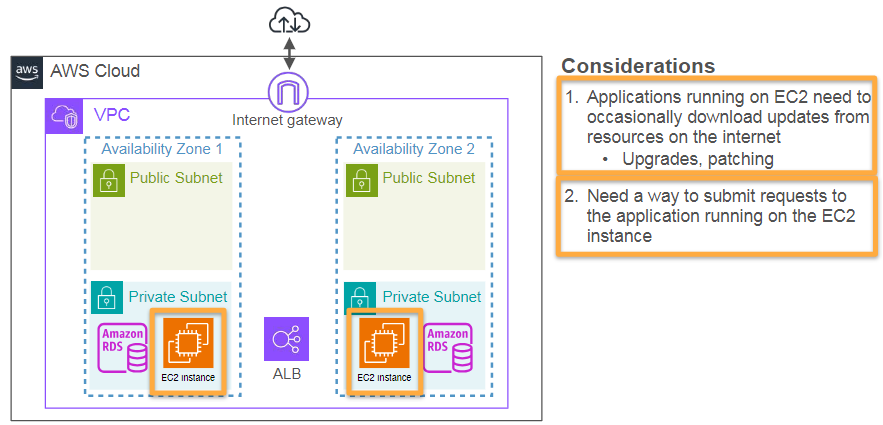 aws
AWS Cloud
VPC
Internet gateway
Availability Zone 1
Availability Zone 2
Public Subnet
Public Subnet
Private Subnet
Private Subnet
Amazon
RDS
EC2 instance
ALB
EC2 instance
Amazon
RDS
Considerations
1. Applications running on EC2 need to
occasionally download updates from
resources on the internet
• Upgrades, patching
2. Need a way to submit requests to
the application running on the EC2
instance